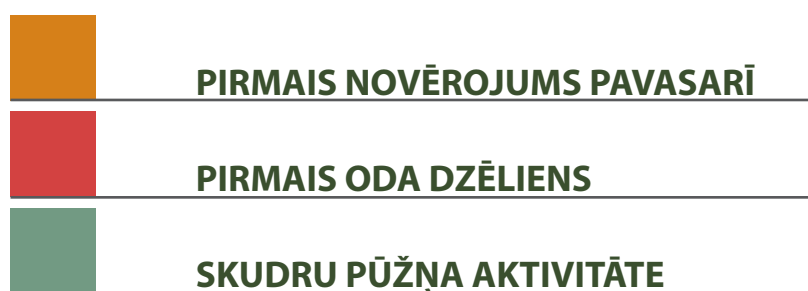 PIRMAIS NOVĒROJUMS PAVASARĪ
PIRMAIS ODA DZĒLIENS
SKUDRU PŪŽŅA AKTIVITĀTE